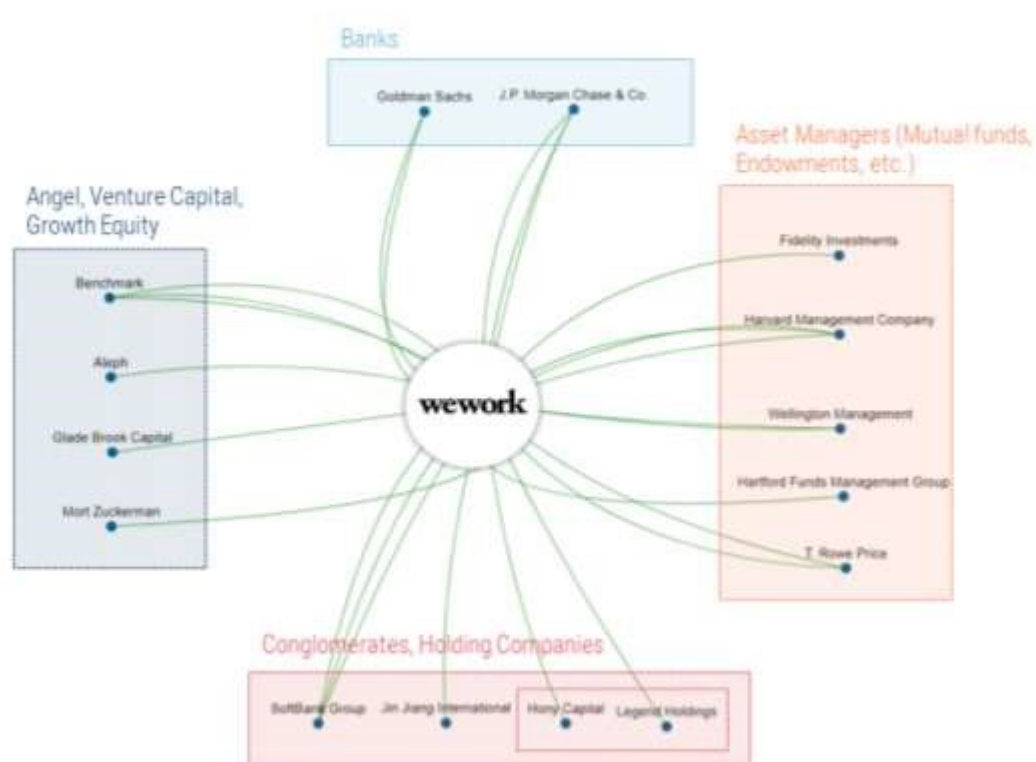 Banks
Goldman Sachs
J.P. Morgan Chase & Co.
Asset Managers (Mutual funds,
Endowments, etc.)
Angel, Venture Capital,
Growth Equity
Fidelity Investments
Benchmark
Harvard Management Company
Aleph
wework
Wellington Management
Glade Brook Capital
Hartford Funds Management Group
Mort Zuckerman
T. Rowe Price
Conglomerates, Holding Companies
SoftBank Group
Jin Jiang International
Hony Capital
Legend Holdings